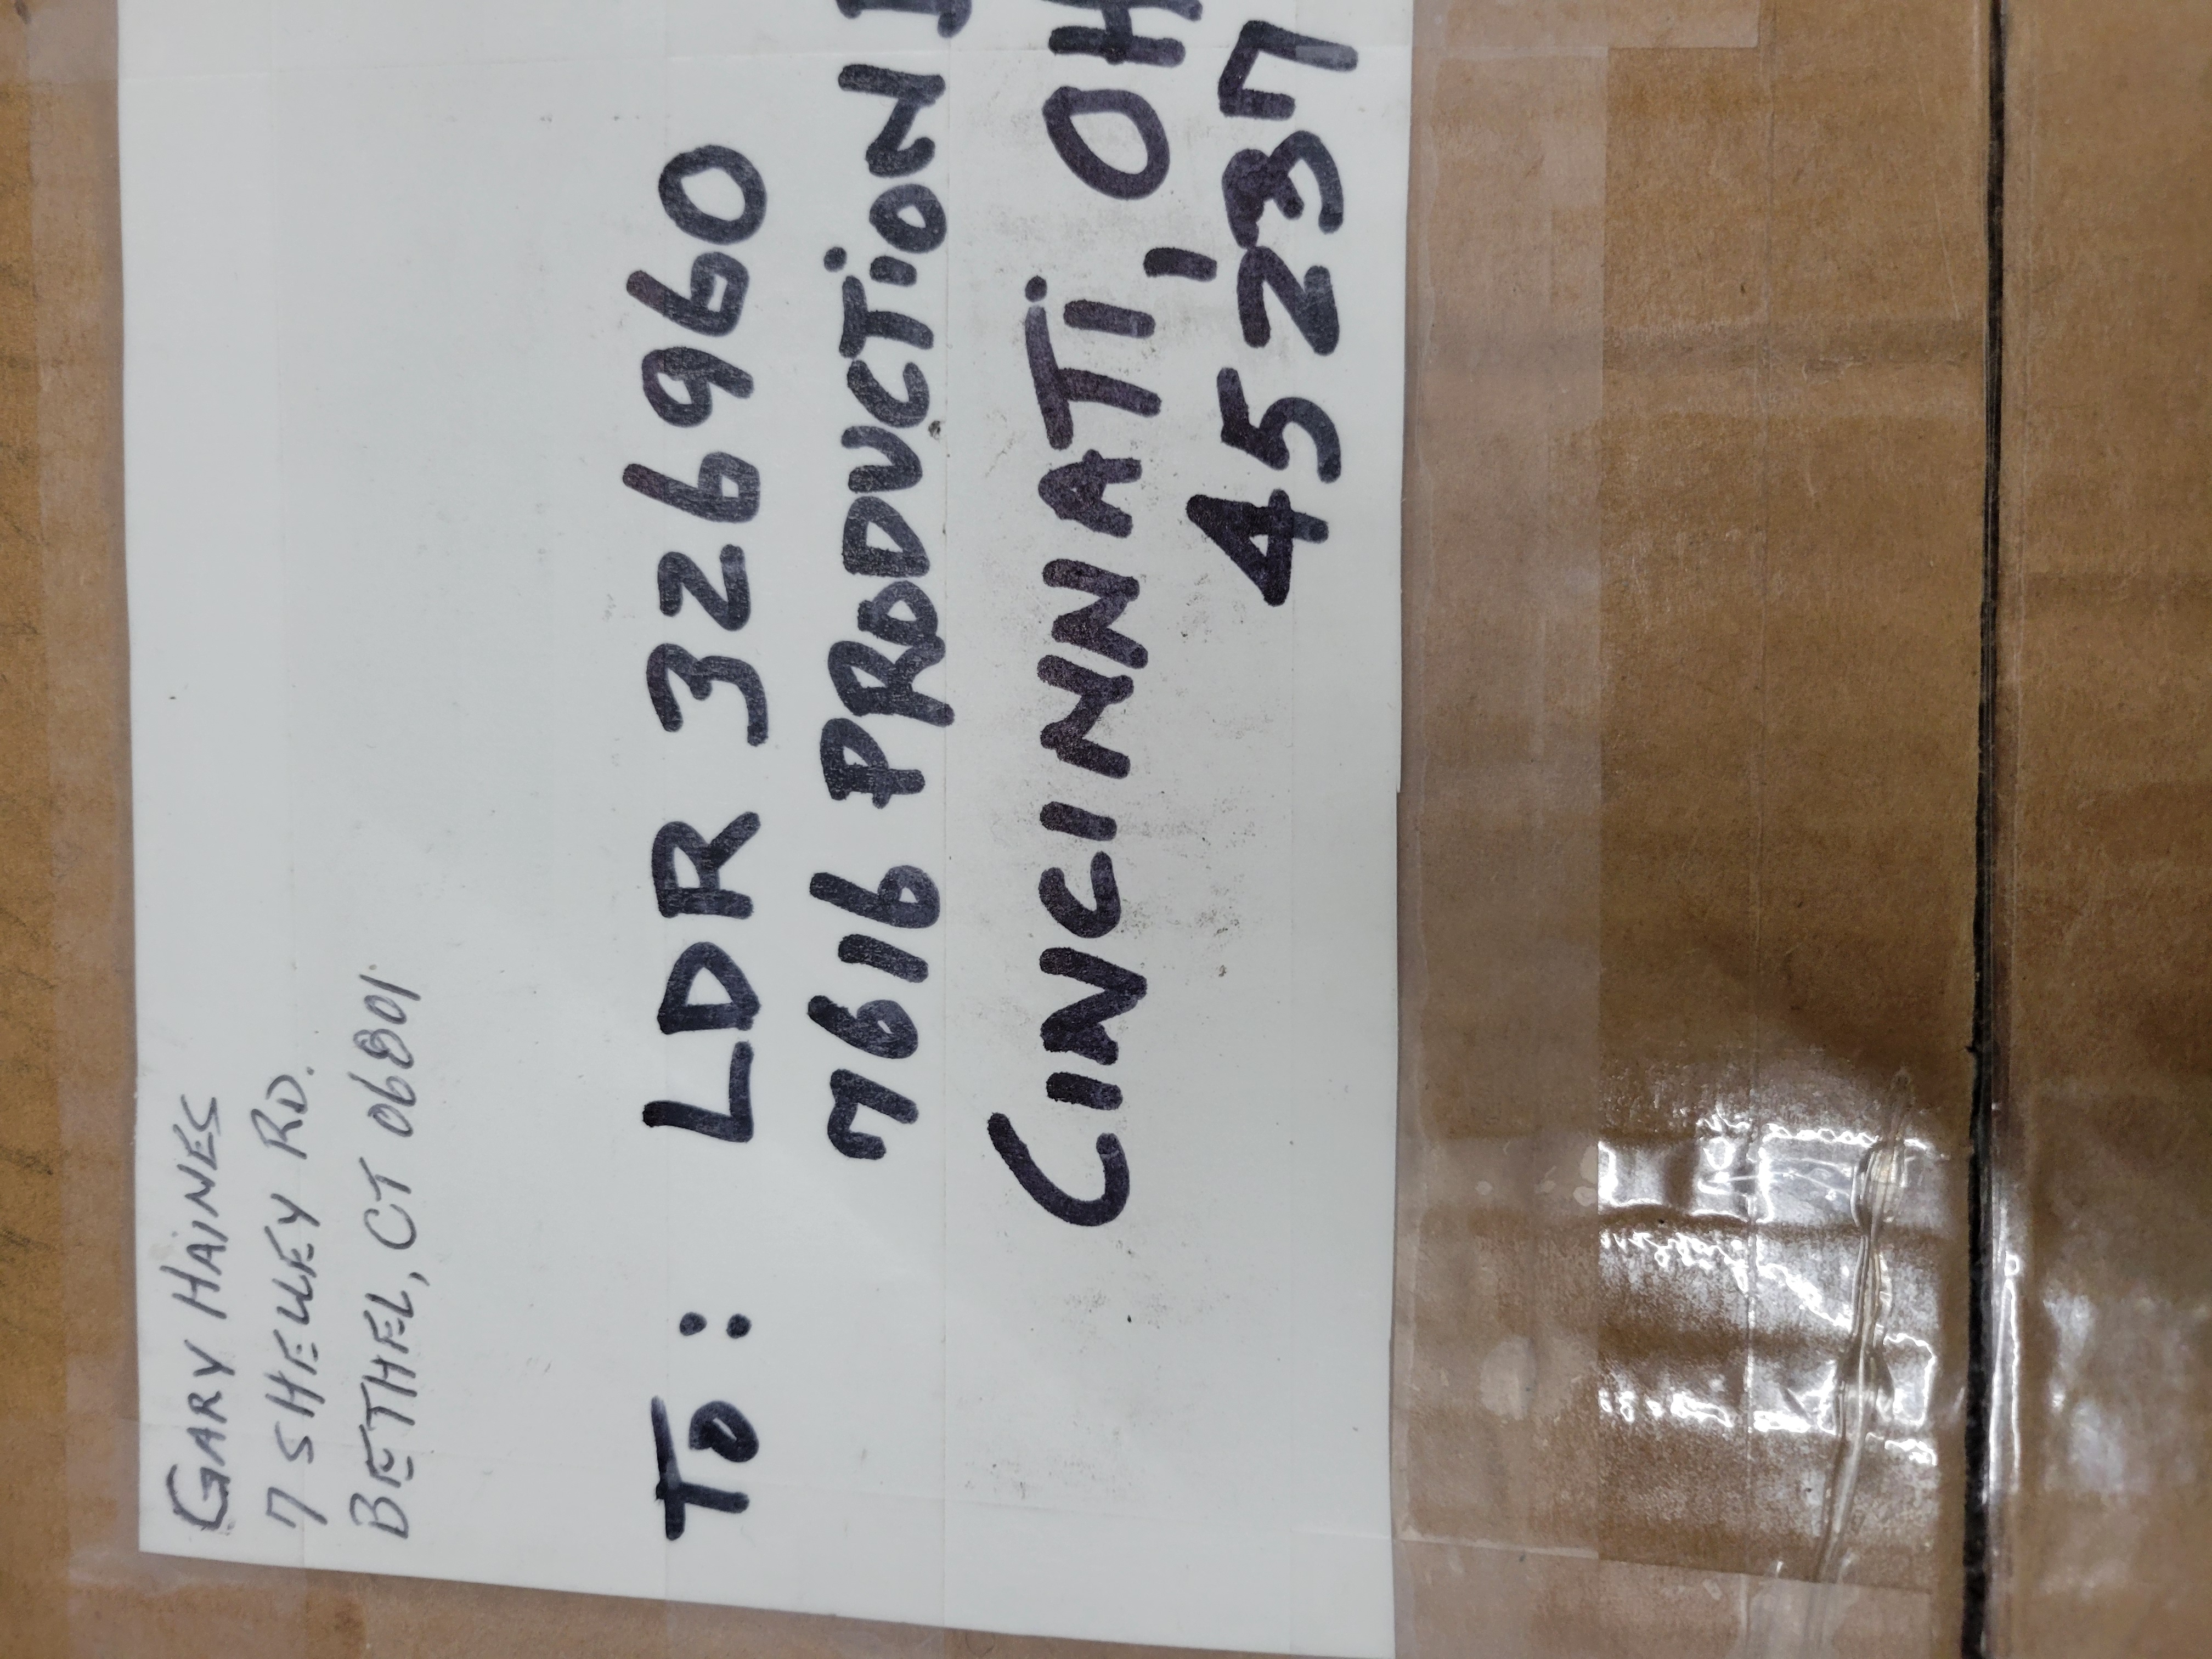 GARY HAINES
7 SHELLEY RD.
BETHEL, CT 06801
TO: LDR 326960
7616 PRODUCTION
CINCINNATI, OH
45237